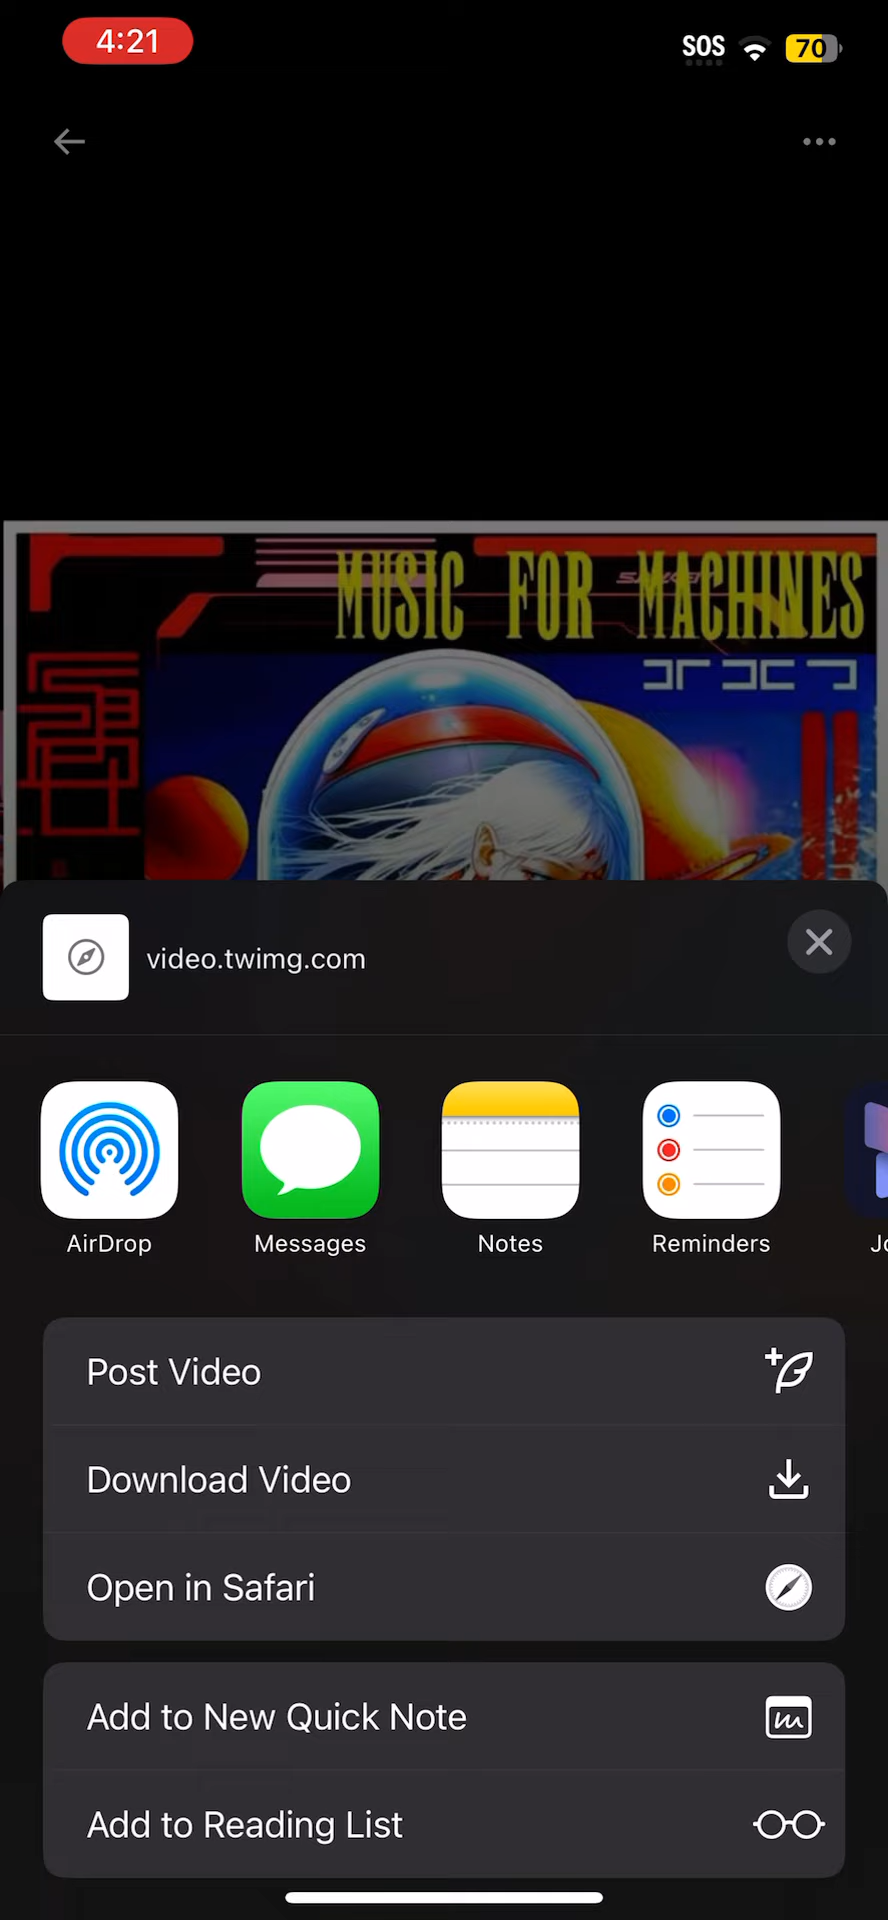 4:21
SOS
70
MUSIC FOR MACHINES
video.twimg.com
AirDrop
Messages
Notes
Reminders
Jo
Post Video
Download Video
Open in Safari
Add to New Quick Note
Add to Reading List